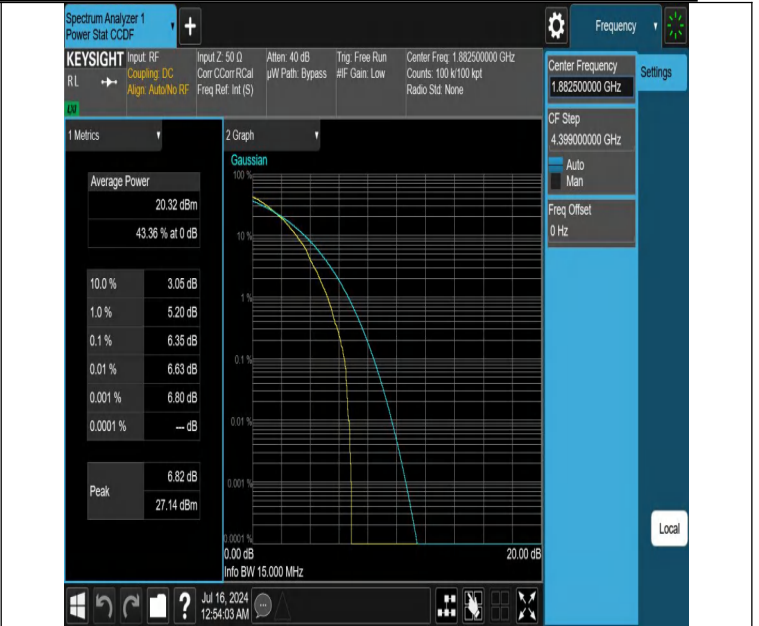 Spectrum Analyzer 1
Power Stat CCDF
Frequency
KEYSIGHT
RL
Input: RF
Coupling: DC
Align: Auto/No RF
Input Z: 50 Ω
Corr CCorr RCal
Freq Ref: Int (S)
Atten: 40 dB
µW Path: Bypass
Trig: Free Run
#IF Gain: Low
Center Freq: 1.882500000 GHz
Counts: 100 k/100 kpt
Radio Std: None
Center Frequency
1.882500000 GHz
Settings
CF Step
4.399000000 GHz
Auto
Man
Freq Offset
0 Hz
Local
1 Metrics
Average Power
20.32 dBm
43.36 % at 0 dB
10.0 % 3.05 dB
1.0 % 5.20 dB
0.1 % 6.35 dB
0.01 % 6.63 dB
0.001 % 6.80 dB
0.0001 % --- dB
Peak
6.82 dB
27.14 dBm
2 Graph
Gaussian
100 %
10 %
1 %
0.1 %
0.01 %
0.001 %
0.0001 %
0.00 dB 20.00 dB
Info BW 15.000 MHz
?
Jul 16, 2024
12:54:03 AM